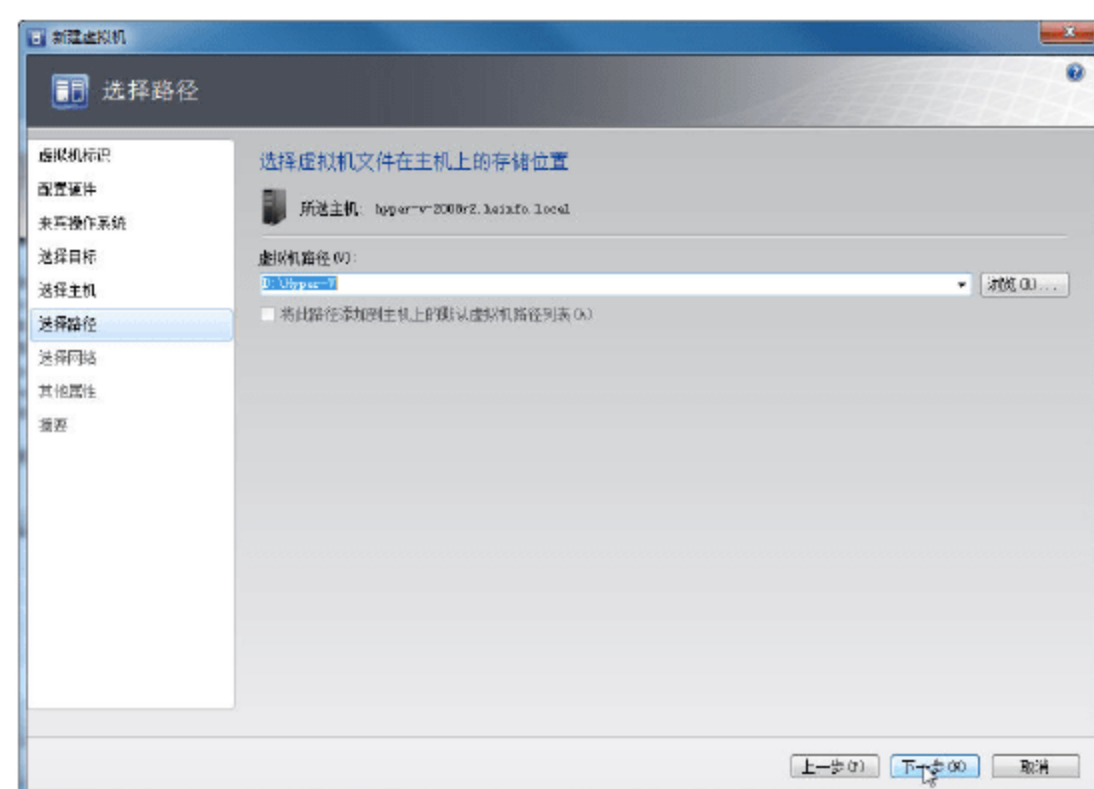 新建虚拟机
选择路径
虚拟机标识
配置硬件
来宾操作系统
选择目标
选择主机
选择路径
选择网络
其他属性
摘要
选择虚拟机文件在主机上的存储位置
所选主机: hyper-v-2008r2.heinfo.local
虚拟机路径(V):
D:\Hyper-V
浏览(B)...
将此路径添加到主机上的默认虚拟机路径列表(A)
上一步(P)
下一步(N)
取消